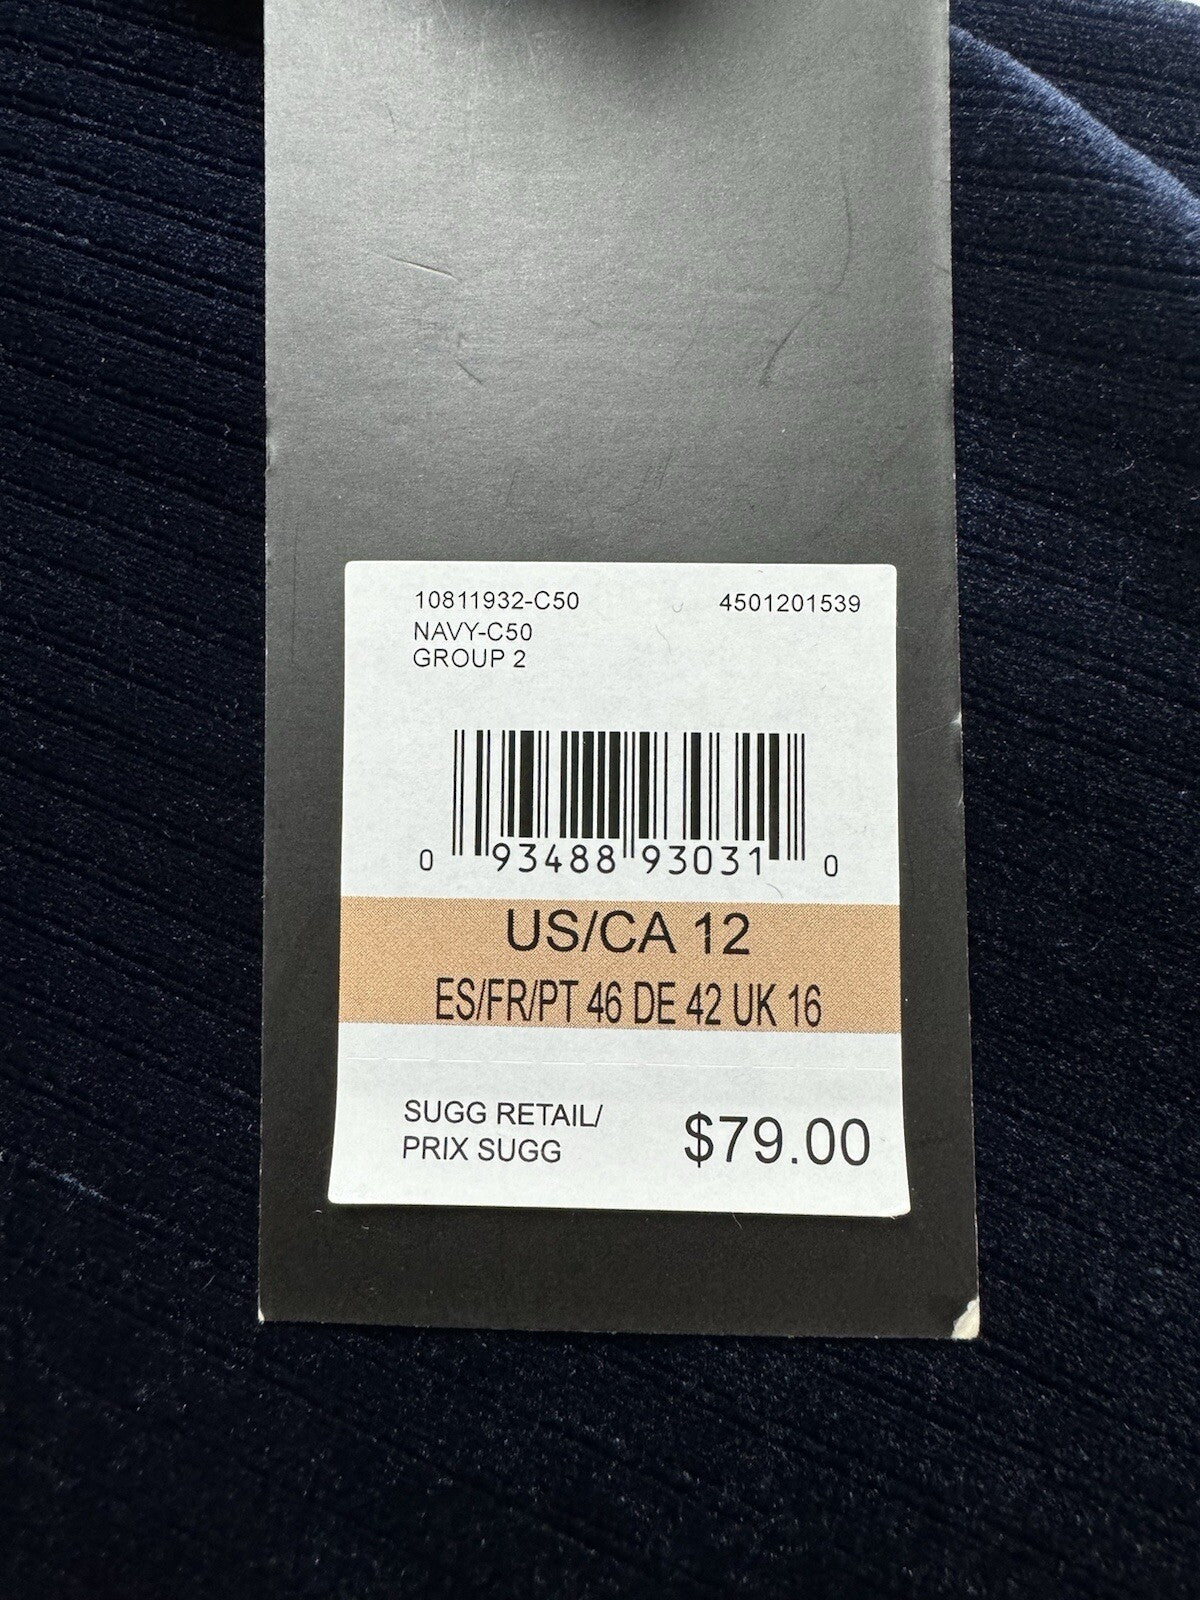 10811932-C50 4501201539
NAVY-C50
GROUP 2
0 93488 93031 0
US/CA 12
ES/FR/PT 46 DE 42 UK 16
SUGG RETAIL/
PRIX SUGG $79.00